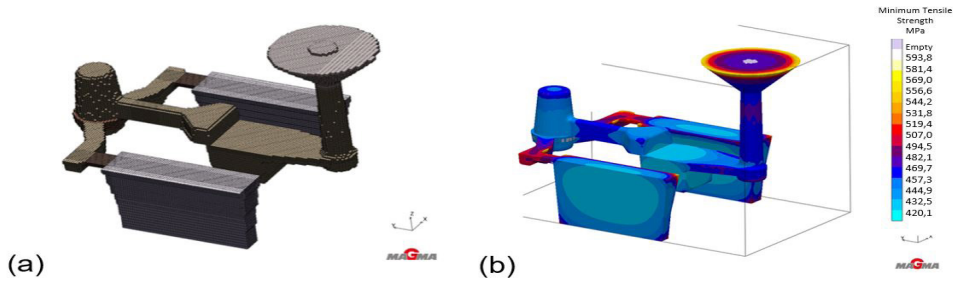 Minimum Tensile
Strength
MPa
Empty
593,8
581,4
569,0
556,6
544,2
531,8
519,4
507,0
494,5
482,1
469,7
457,3
444,9
432,5
420,1
z
x
MAGMA
MAGMA
(a)
(b)